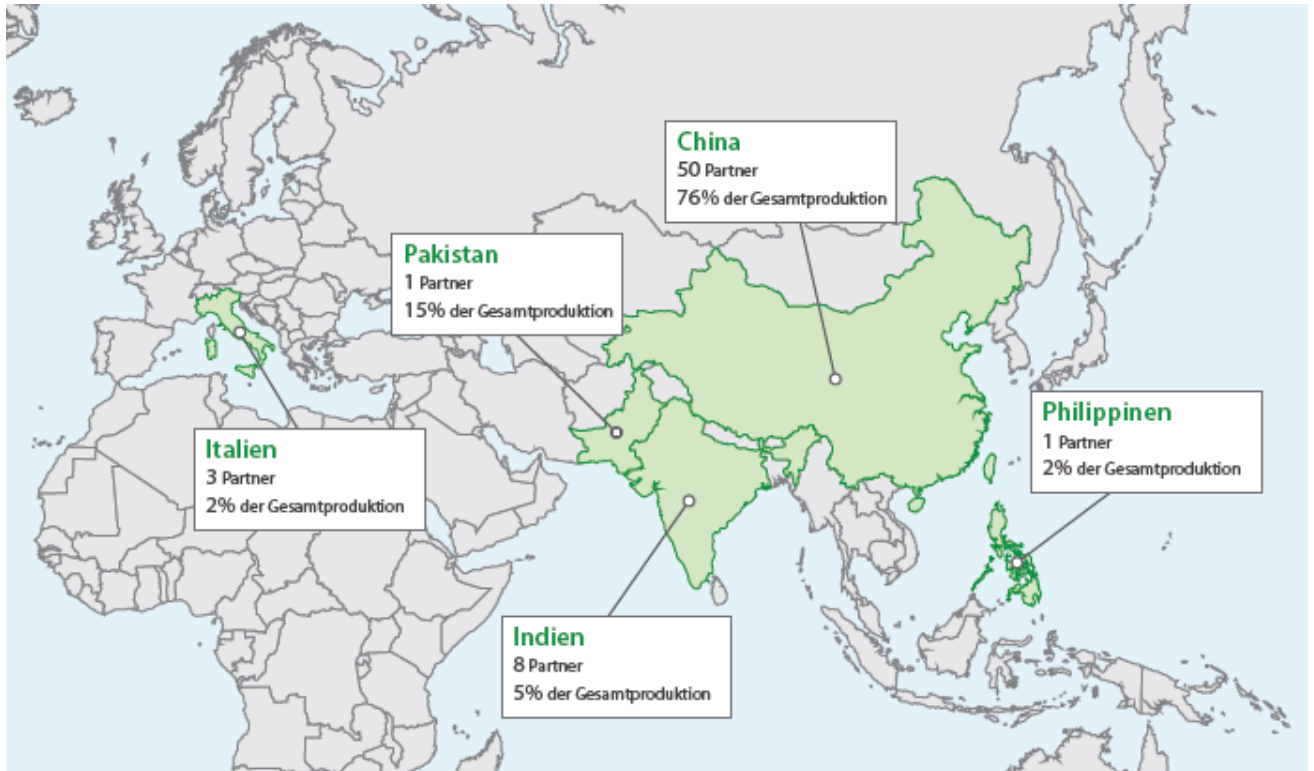 China
50 Partner
76% der Gesamtproduktion
Pakistan
1 Partner
15% der Gesamtproduktion
Philippinen
1 Partner
2% der Gesamtproduktion
Italien
3 Partner
2% der Gesamtproduktion
Indien
8 Partner
5% der Gesamtproduktion